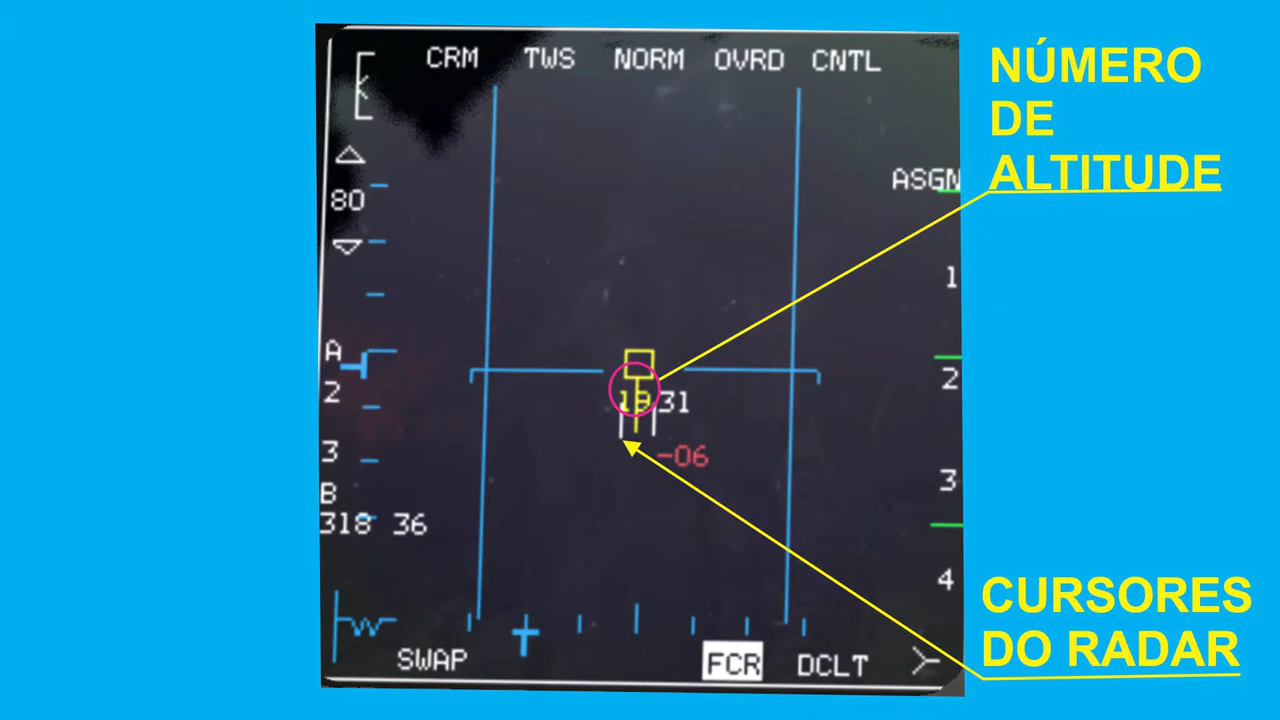 CRM TWS NORM OVRD CNTL
NÚMERO
DE
ALTITUDE
ASGN
80
1
A
2
2
19 31
3
-06
3
B
318 36
4
CURSORES
DO RADAR
SWAP FCR DCLT